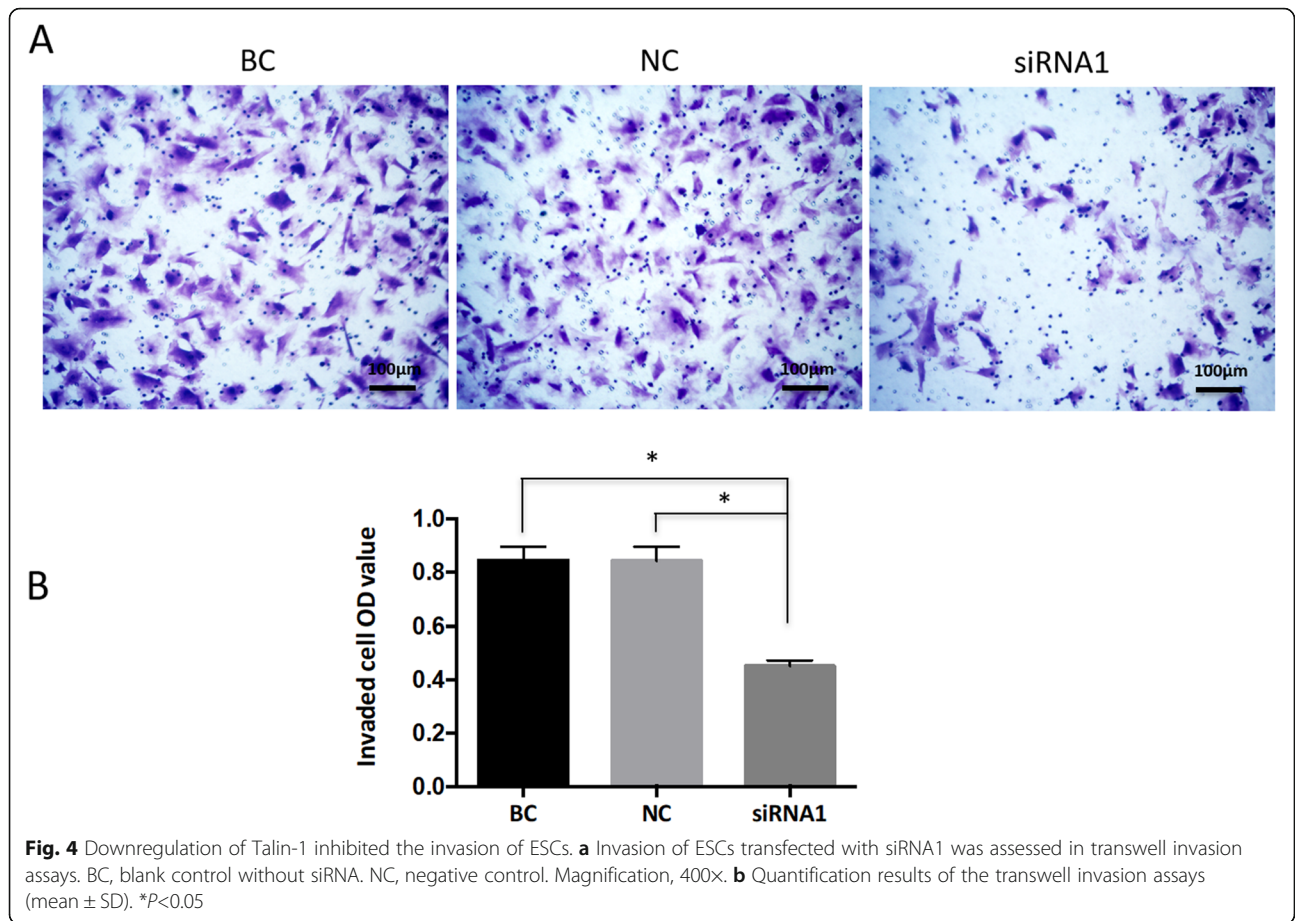 A
BC NC siRNA1
100μm 100μm 100μm
*
*
1.0
0.8
0.6
0.4
0.2
0.0
Invaded cell OD value
B
BC NC siRNA1
Fig. 4 Downregulation of Talin-1 inhibited the invasion of ESCs. a Invasion of ESCs transfected with siRNA1 was assessed in transwell invasion
assays. BC, blank control without siRNA. NC, negative control. Magnification, 400×. b Quantification results of the transwell invasion assays
(mean ± SD). *P<0.05